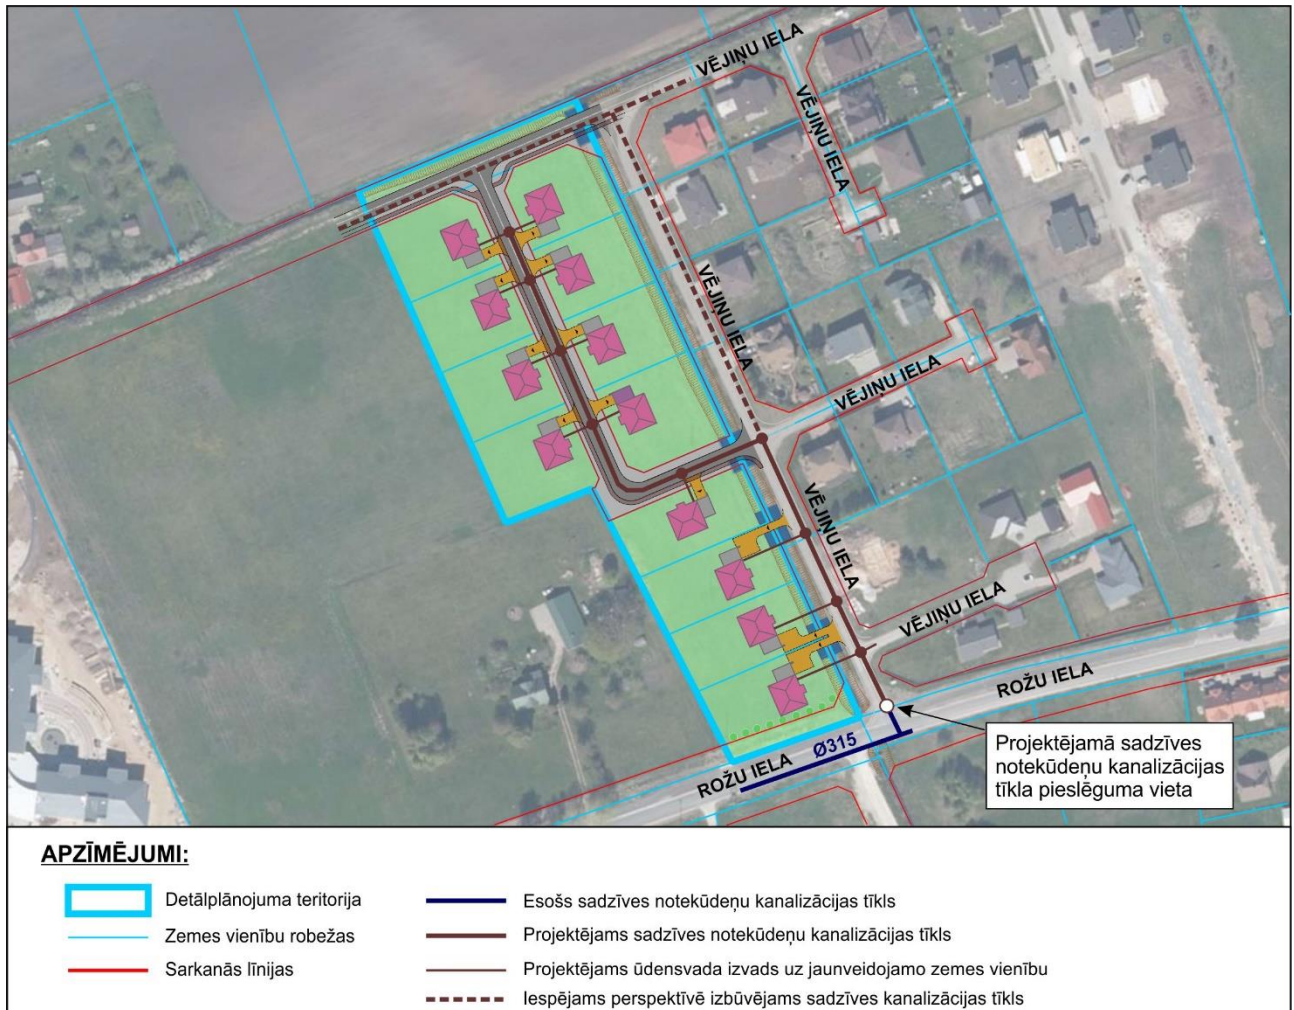 VĒJIŅU IELA
VĒJIŅU IELA
VĒJIŅU IELA
VĒJIŅU IELA
VĒJIŅU IELA
VĒJIŅU IELA
ROŽU IELA
Ø315
ROŽU IELA
Projektējamā sadzīves
notekūdeņu kanalizācijas
tīkla pieslēguma vieta
APZĪMĒJUMI:
Detālplānojuma teritorija
Zemes vienību robežas
Sarkanās līnijas
Esošs sadzīves notekūdeņu kanalizācijas tīkls
Projektējams sadzīves notekūdeņu kanalizācijas tīkls
Projektējams ūdensvada izvads uz jaunveidojamo zemes vienību
Iespējams perspektīvē izbūvējams sadzīves kanalizācijas tīkls